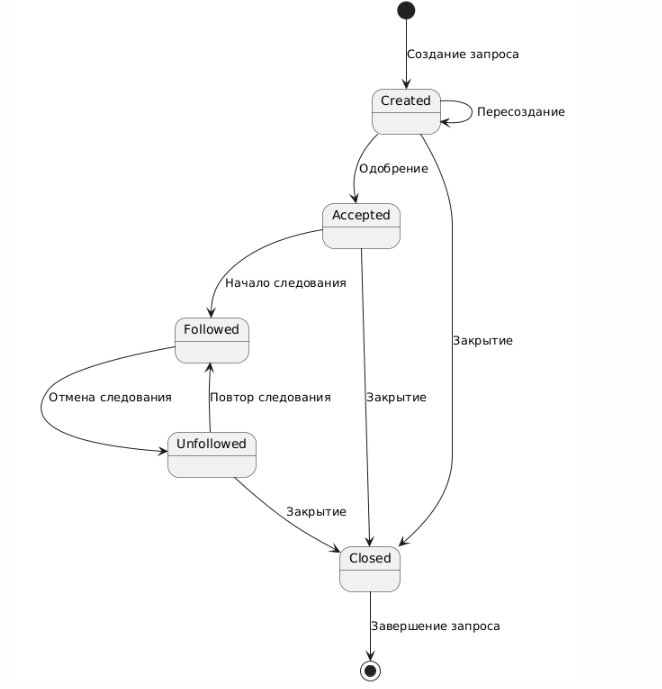 Создание запроса
Created
Пересоздание
Одобрение
Accepted
Начало следования
Followed
Закрытие
Отмена следования
Повтор следования
Закрытие
Unfollowed
Закрытие
Closed
Завершение запроса